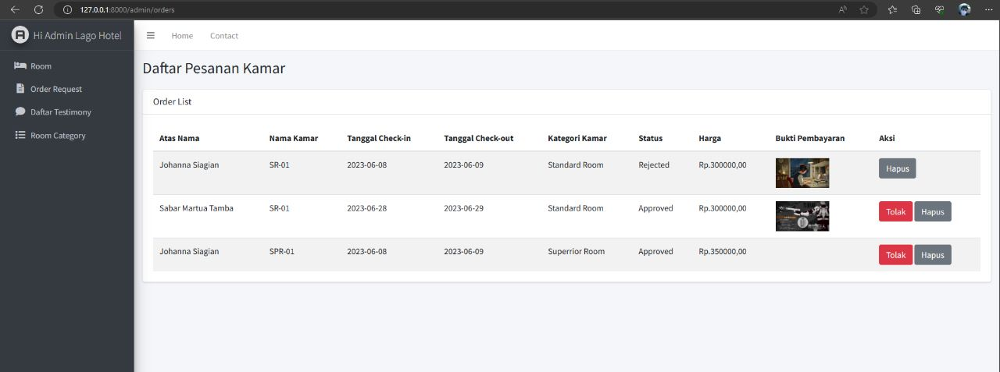 127.0.0.1:8000/admin/orders
Hi Admin Lago Hotel
Home Contact
Room
Order Request
Daftar Testimony
Room Category
Daftar Pesanan Kamar
Order List
Atas Nama Nama Kamar Tanggal Check-in Tanggal Check-out Kategori Kamar Status Harga Bukti Pembayaran Aksi
Johanna Siagian SR-01 2023-06-08 2023-06-09 Standard Room Rejected Rp.300000,00 Hapus
Sabar Martua Tamba SR-01 2023-06-28 2023-06-29 Standard Room Approved Rp.300000,00 Tolak Hapus
Johanna Siagian SPR-01 2023-06-08 2023-06-09 Superrior Room Approved Rp.350000,00 Tolak Hapus